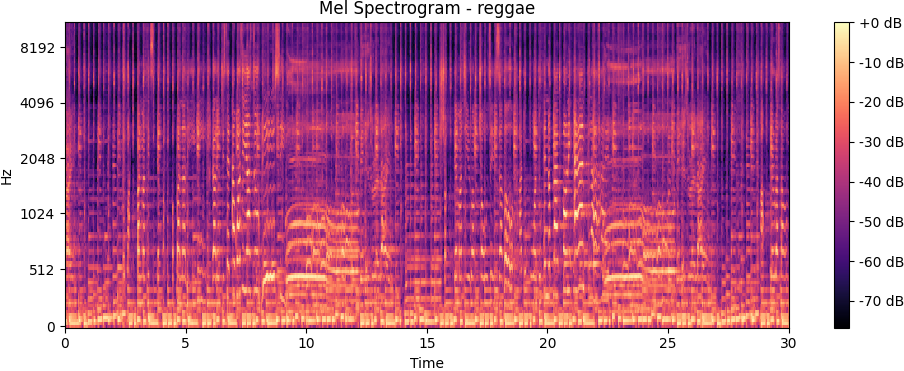 Mel Spectrogram - reggae
Hz
8192
4096
2048
1024
512
0
0 5 10 15 20 25 30
Time
+0 dB
-10 dB
-20 dB
-30 dB
-40 dB
-50 dB
-60 dB
-70 dB